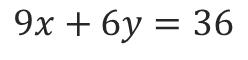 9x + 6y = 36